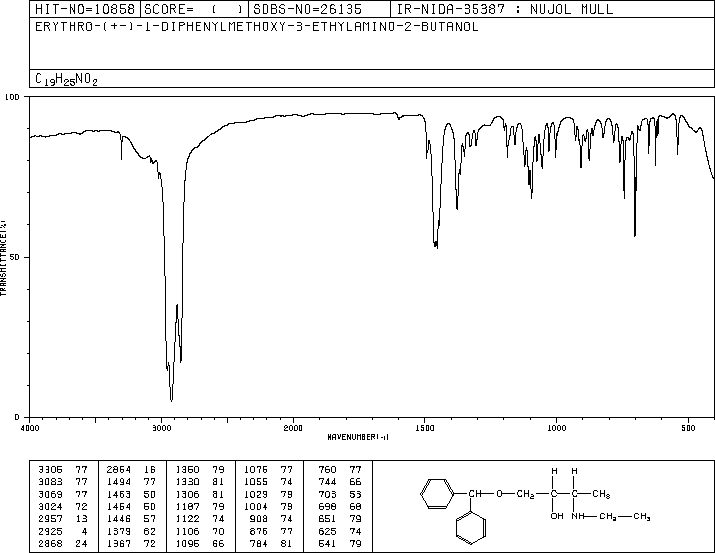 HIT-NO=10858 SCORE= ( ) SDBS-NO=26135 IR-NIDA-35387 : NUJOL MULL
ERYTHRO-(+-)-1-DIPHENYLMETHOXY-3-ETHYLAMINO-2-BUTANOL
C19H25NO2
100
50
0
TRANSMITTANCE(%)
4000 3000 2000 1500 1000 500
WAVENUMBER(-1)
3305 77 2854 16 1350 79 1075 77 760 77
3083 77 1494 77 1330 81 1055 74 744 66
3069 77 1463 50 1306 81 1029 79 703 55
3024 72 1454 50 1187 79 1004 79 698 68
2957 13 1446 57 1122 74 908 74 651 79
2925 4 1379 62 1106 70 876 77 625 74
2868 24 1367 72 1095 66 784 81 541 79
H H
CH O CH2 C C CH3
OH NH CH2 CH3